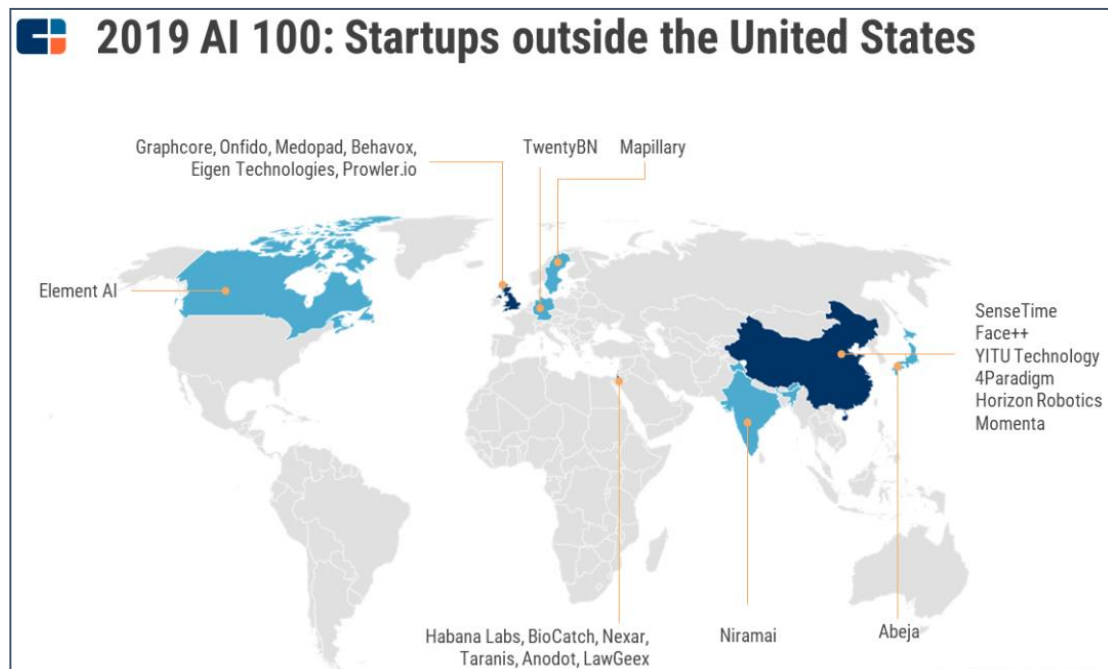 2019 AI 100: Startups outside the United States
Graphcore, Onfido, Medopad, Behavox,
Eigen Technologies, Prowler.io
TwentyBN
Mapillary
Element AI
SenseTime
Face++
YITU Technology
4Paradigm
Horizon Robotics
Momenta
Habana Labs, BioCatch, Nexar,
Taranis, Anodot, LawGeex
Niramai
Abeja